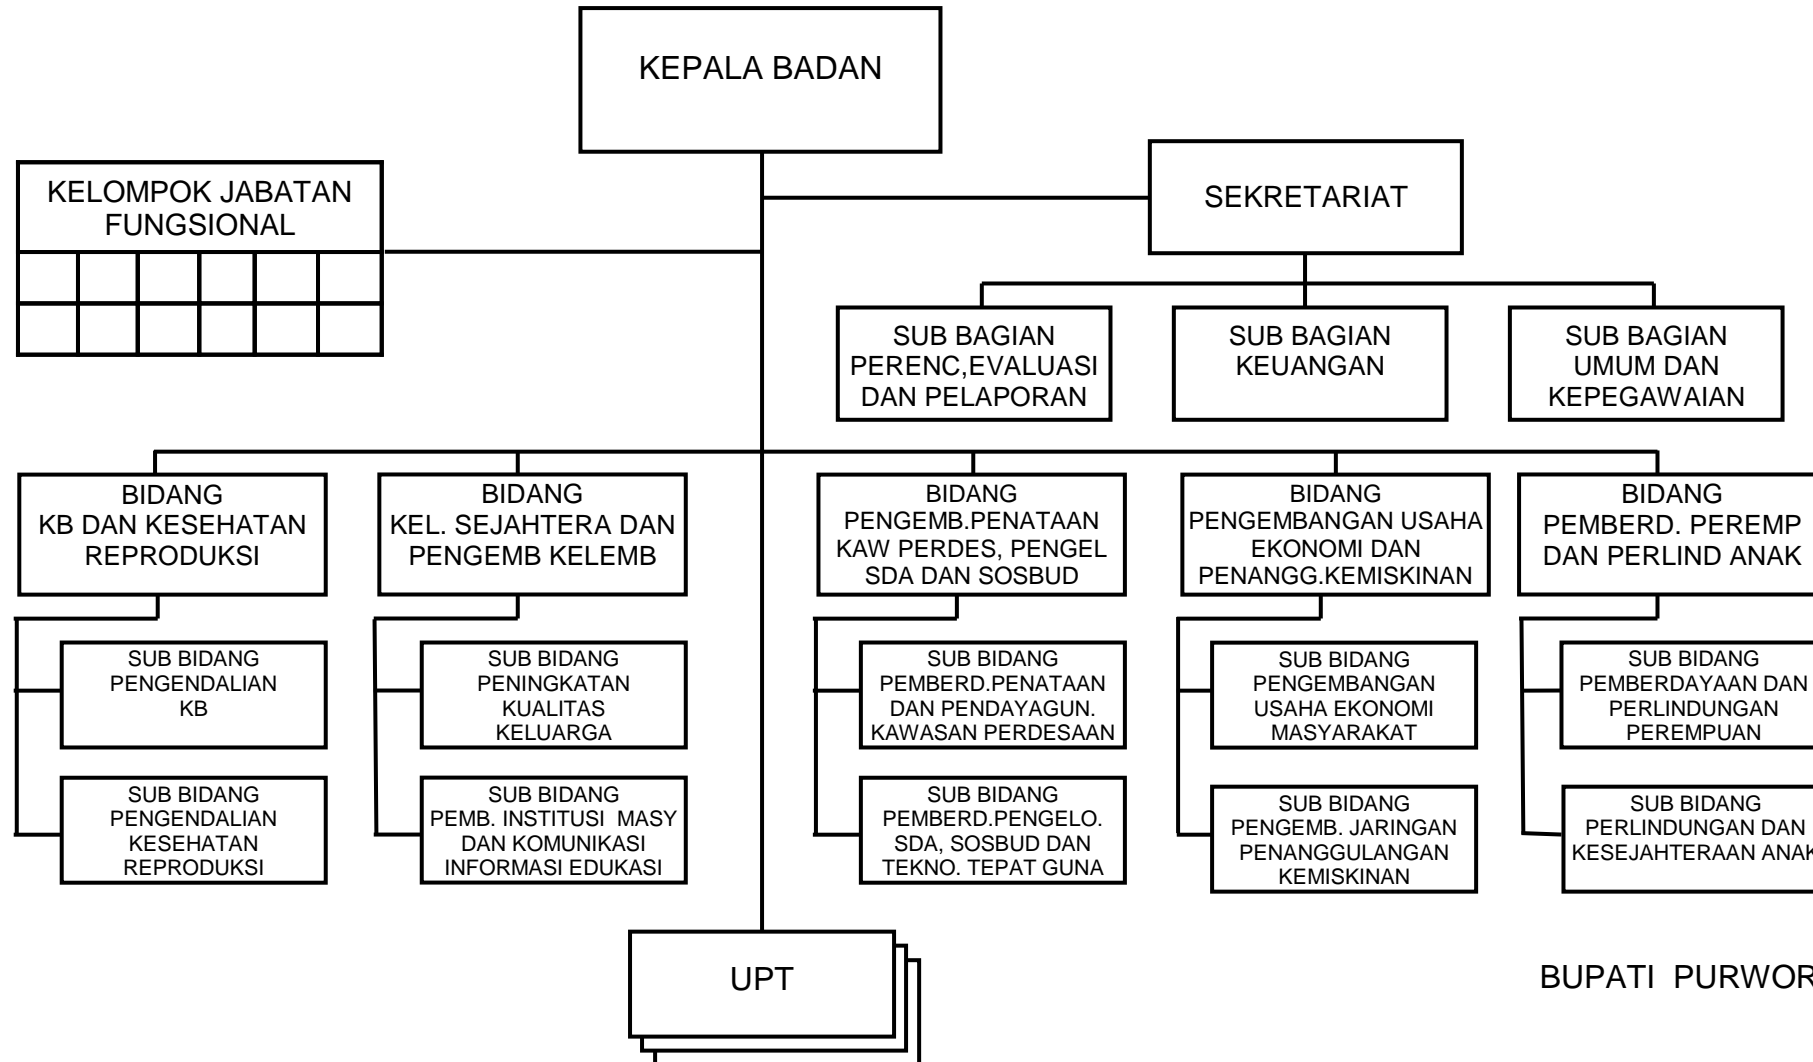 KEPALA BADAN
KELOMPOK JABATAN
FUNGSIONAL
SEKRETARIAT
SUB BAGIAN
PERENC,EVALUASI
DAN PELAPORAN
SUB BAGIAN
KEUANGAN
SUB BAGIAN
UMUM DAN
KEPEGAWAIAN
BIDANG
KB DAN KESEHATAN
REPRODUKSI
BIDANG
KEL. SEJAHTERA DAN
PENGEMB KELEMB
BIDANG
PENGEMB.PENATAAN
KAW PERDES, PENGEL
SDA DAN SOSBUD
BIDANG
PENGEMBANGAN USAHA
EKONOMI DAN
PENANGG.KEMISKINAN
BIDANG
PEMBERD. PEREMP
DAN PERLIND ANAK
SUB BIDANG
PENGENDALIAN
KB
SUB BIDANG
PENINGKATAN
KUALITAS
KELUARGA
SUB BIDANG
PEMBERD.PENATAAN
DAN PENDAYAGUN.
KAWASAN PERDESAAN
SUB BIDANG
PENGEMBANGAN
USAHA EKONOMI
MASYARAKAT
SUB BIDANG
PEMBERDAYAAN DAN
PERLINDUNGAN
PEREMPUAN
SUB BIDANG
PENGENDALIAN
KESEHATAN
REPRODUKSI
SUB BIDANG
PEMB. INSTITUSI  MASY
DAN KOMUNIKASI
INFORMASI EDUKASI
SUB BIDANG
PEMBERD.PENGELO.
SDA, SOSBUD DAN
TEKNO. TEPAT GUNA
SUB BIDANG
PENGEMB. JARINGAN
PENANGGULANGAN
KEMISKINAN
SUB BIDANG
PERLINDUNGAN DAN
KESEJAHTERAAN ANAK
UPT
BUPATI  PURWOR